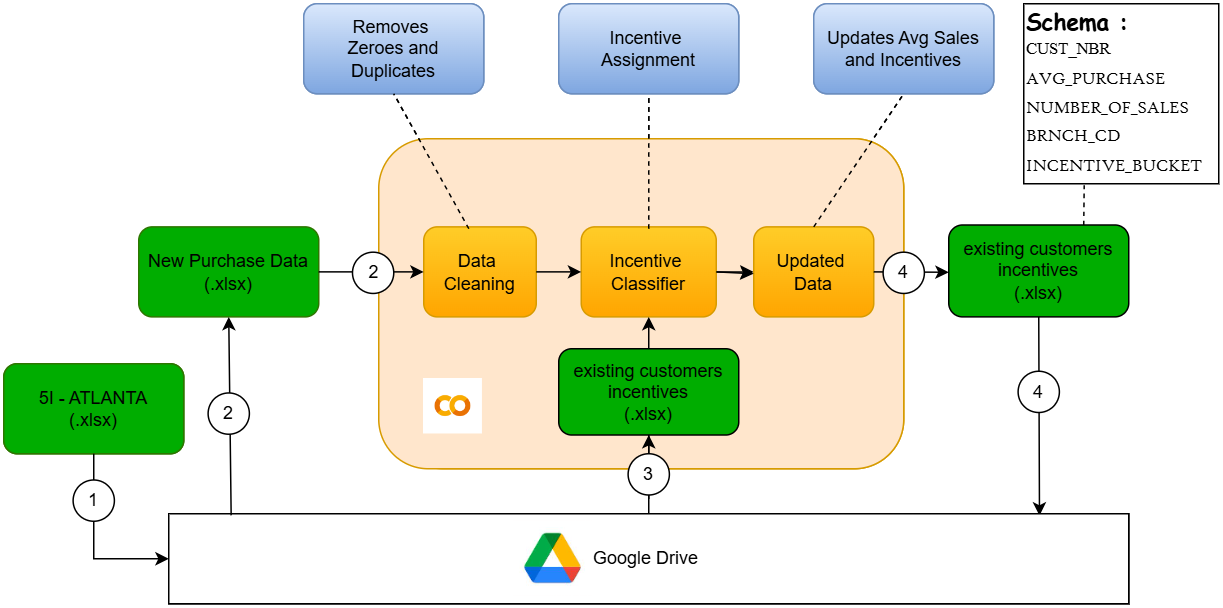 Removes
Zeroes and
Duplicates
Incentive
Assignment
Updates Avg Sales
and Incentives
Schema :
CUST_NBR
AVG_PURCHASE
NUMBER_OF_SALES
BRNCH_CD
INCENTIVE_BUCKET
New Purchase Data
(.xlsx)
2
Data
Cleaning
Incentive
Classifier
Updated
Data
4
existing customers
incentives
(.xlsx)
5I - ATLANTA
(.xlsx)
2
existing customers
incentives
(.xlsx)
4
1
3
Google Drive